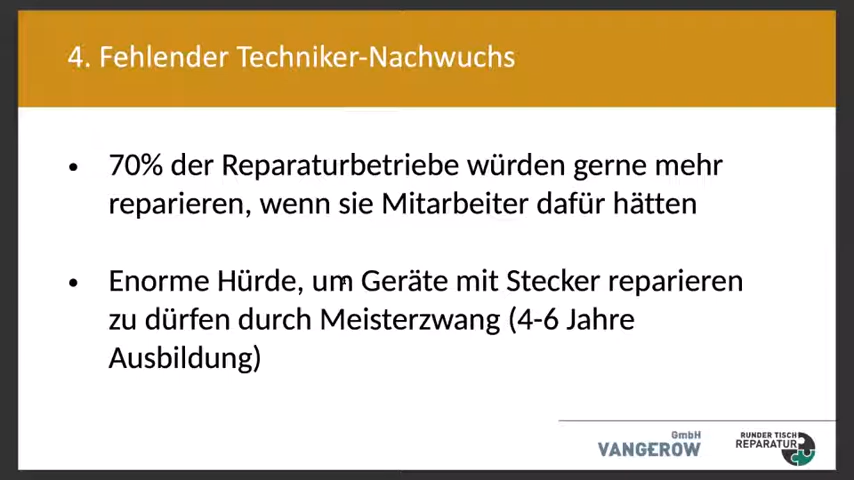 4. Fehlender Techniker-Nachwuchs
• 70% der Reparaturbetriebe würden gerne mehr
reparieren, wenn sie Mitarbeiter dafür hätten
• Enorme Hürde, um Geräte mit Stecker reparieren
zu dürfen durch Meisterzwang (4-6 Jahre
Ausbildung)
GmbH
VANGEROW
RUNDER TISCH
REPARATUR